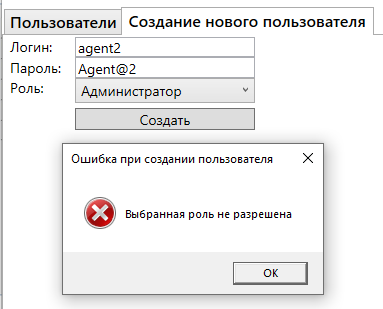 Пользователи Создание нового пользователя
Логин: agent2
Пароль: Agent@2
Роль: Администратор
Создать
Ошибка при создании пользователя
Выбранная роль не разрешена
ОК